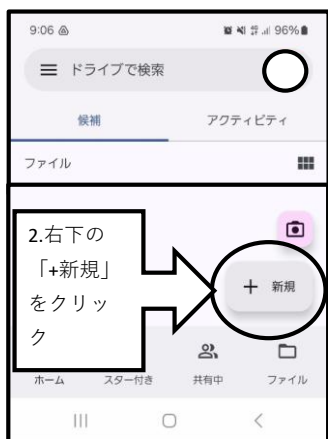 9:06 96%
ドライブで検索
候補 アクティビティ
ファイル
2.右下の
「+新規」
をクリッ
ク
+ 新規
ホーム スター付き 共有中 ファイル